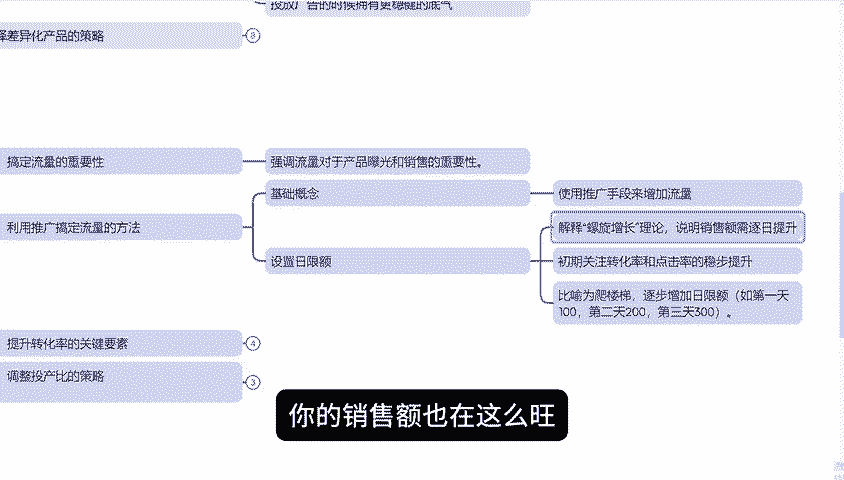 投放广告的时候拥有更稳健的底气
择差异化产品的策略
3
搞定流量的重要性
强调流量对于产品曝光和销售的重要性。
基础概念
使用推广手段来增加流量
利用推广搞定流量的方法
解释“螺旋增长”理论，说明销售额需逐日提升
设置日限额
初期关注转化率和点击率的稳步提升
比喻为爬楼梯，逐步增加日限额（如第一天
100，第二天200，第三天300）。
提升转化率的关键要素
4
调整投产比的策略
3
你的销售额也在这么旺